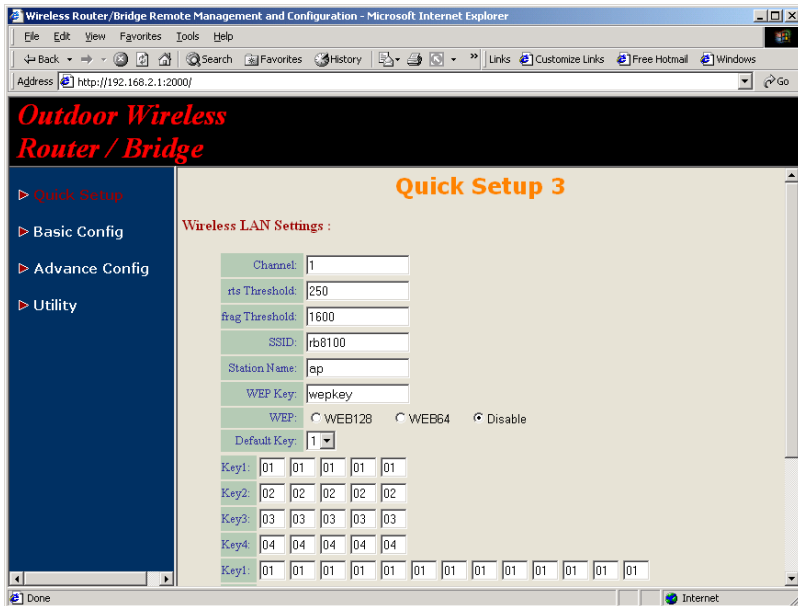 Wireless Router/Bridge Remote Management and Configuration - Microsoft Internet Explorer
File Edit View Favorites Tools Help
Back Search Favorites History » Links Customize Links Free Hotmail Windows
Address http://192.168.2.1:2000/ Go
Outdoor Wireless
Router / Bridge
Quick Setup
Basic Config
Advance Config
Utility
Quick Setup 3
Wireless LAN Settings :
Channel: 1
rts Threshold: 250
frag Threshold: 1600
SSID: rb8100
Station Name: ap
WEP Key: wepkey
WEP: WEB128 WEB64 Disable
Default Key: 1
Key1: 01 01 01 01 01
Key2: 02 02 02 02 02
Key3: 03 03 03 03 03
Key4: 04 04 04 04 04
Key1: 01 01 01 01 01 01 01 01 01 01 01 01 01
Done Internet